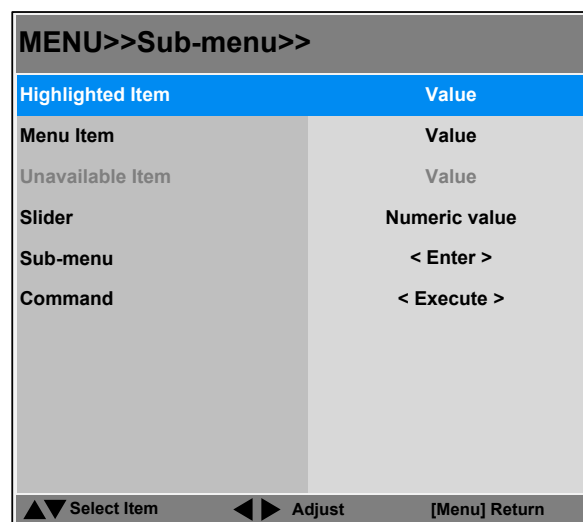 MENU>>Sub-menu>>
Highlighted Item Value
Menu Item Value
Unavailable Item Value
Slider Numeric value
Sub-menu < Enter >
Command < Execute >
Select Item Adjust [Menu] Return